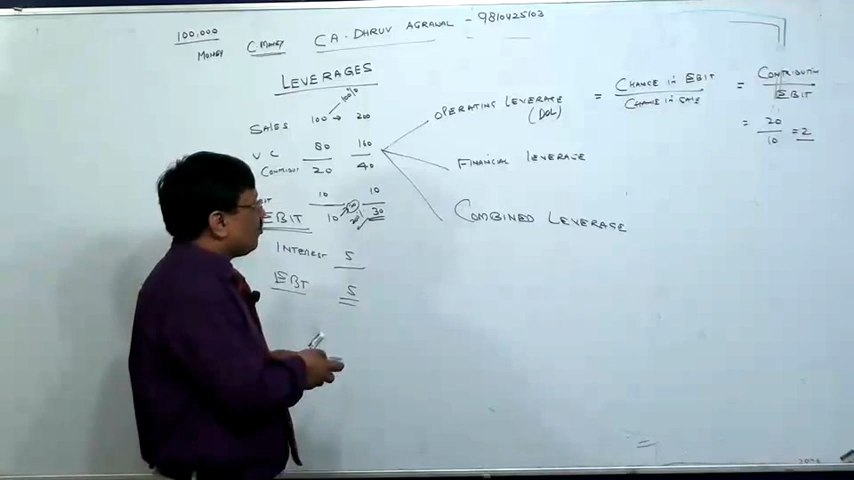 100,000
MONEY C.MONEY CA. DHRUV AGRAWAL - 9810425103
LEVERAGES
SALES 100 → 200
V C 80 160
CONTRIBUT 20 40
10 10
EBIT 10 30
INTEREST 5
EBT 5
OPERATING LEVERAGE = CHANGE IN EBIT / CHANGE IN SALE = CONTRIBUTION / EBIT
(DOL)
= 20 / 10 = 2
FINANCIAL LEVERAGE
COMBINED LEVERAGE
=